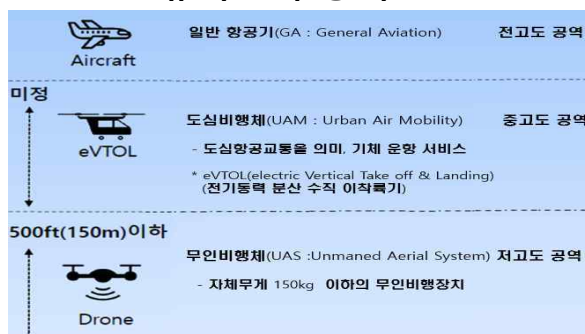 일반 항공기(GA : General Aviation) 전고도 공역
Aircraft
미정
도심비행체(UAM : Urban Air Mobility) 중고도 공역
eVTOL
- 도심항공교통을 의미, 기체 운항 서비스
* eVTOL(electric Vertical Take off & Landing)
(전기동력 분산 수직 이착륙기)
500ft(150m)이하
무인비행체(UAS :Unmaned Aerial System) 저고도 공역
- 자체무게 150kg 이하의 무인비행장치
Drone